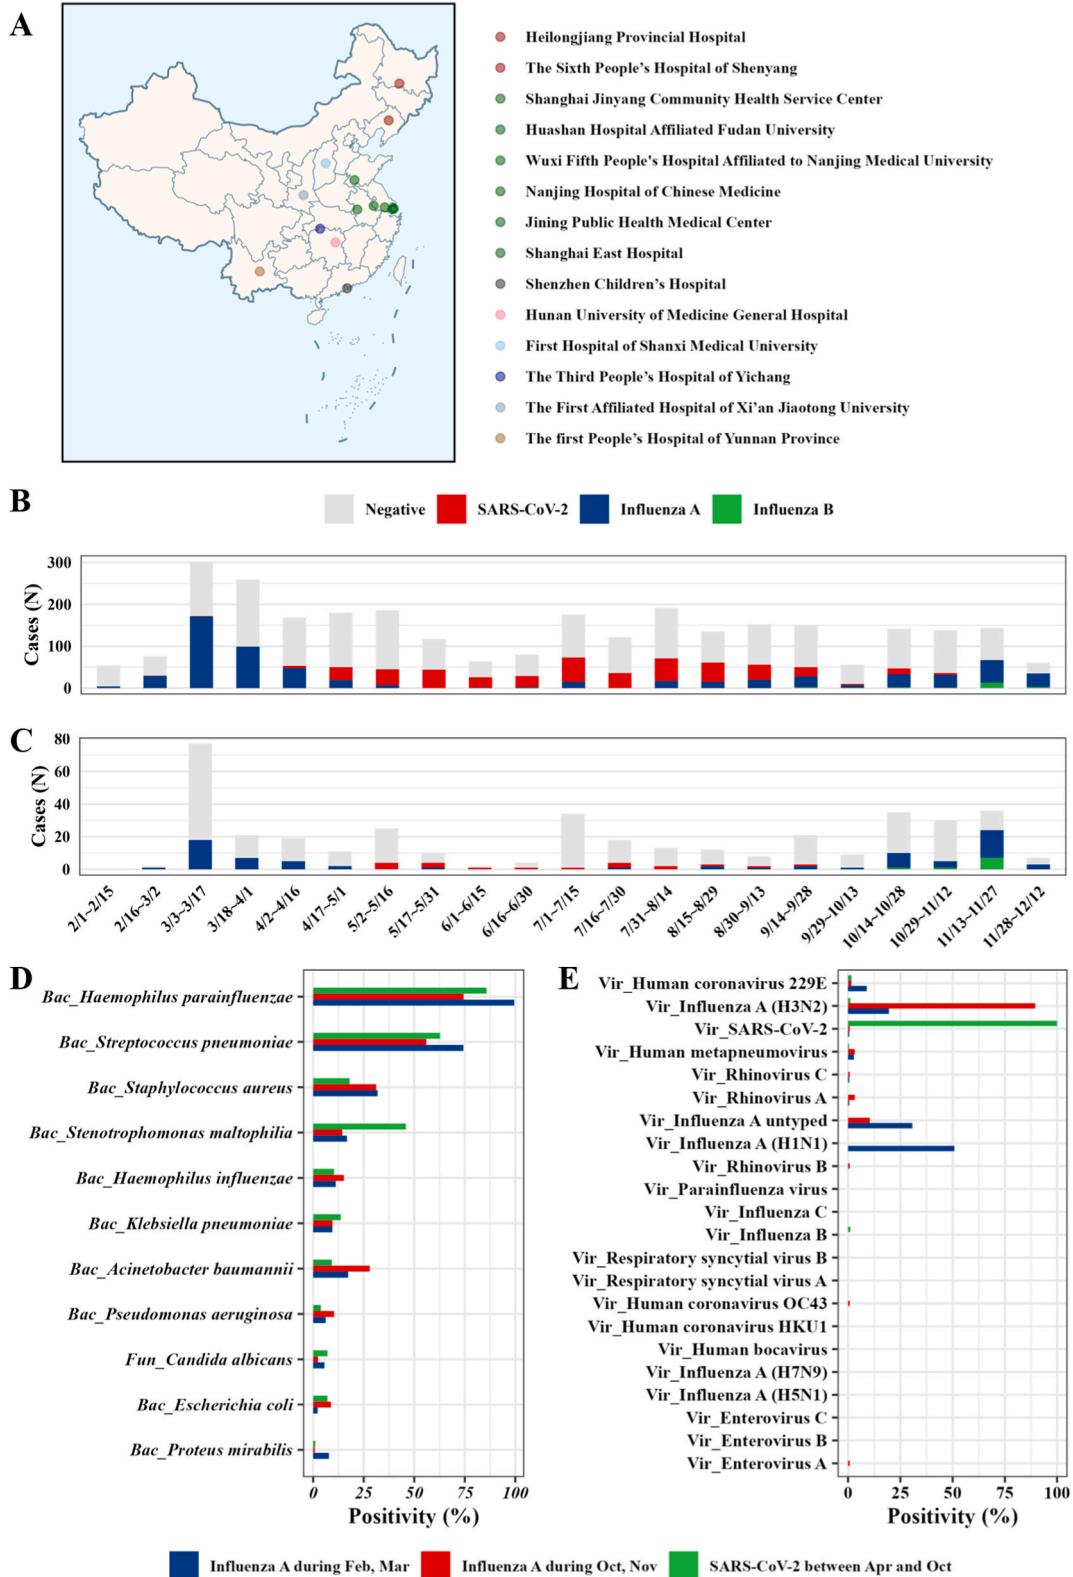 A
Heilongjiang Provincial Hospital
The Sixth People's Hospital of Shenyang
Shanghai Jinyang Community Health Service Center
Huashan Hospital Affiliated Fudan University
Wuxi Fifth People's Hospital Affiliated to Nanjing Medical University
Nanjing Hospital of Chinese Medicine
Jining Public Health Medical Center
Shanghai East Hospital
Shenzhen Children's Hospital
Hunan University of Medicine General Hospital
First Hospital of Shanxi Medical University
The Third People's Hospital of Yichang
The First Affiliated Hospital of Xi'an Jiaotong University
The first People's Hospital of Yunnan Province
B
Negative SARS-CoV-2 Influenza A Influenza B
Cases (N)
300
200
100
0
C
Cases (N)
80
60
40
20
0
2/1~2/15 2/16~3/2 3/3~3/17 3/18~4/1 4/2~4/16 4/17~5/1 5/2~5/16 5/17~5/31 6/1~6/15 6/16~6/30 7/1~7/15 7/16~7/30 7/31~8/14 8/15~8/29 8/30~9/13 9/14~9/28 9/29~10/13 10/14~10/28 10/29~11/12 11/13~11/27 11/28~12/12
D
Bac_Haemophilus parainfluenzae
Bac_Streptococcus pneumoniae
Bac_Staphylococcus aureus
Bac_Stenotrophomonas maltophilia
Bac_Haemophilus influenzae
Bac_Klebsiella pneumoniae
Bac_Acinetobacter baumannii
Bac_Pseudomonas aeruginosa
Fun_Candida albicans
Bac_Escherichia coli
Bac_Proteus mirabilis
0 25 50 75 100
Positivity (%)
E
Vir_Human coronavirus 229E
Vir_Influenza A (H3N2)
Vir_SARS-CoV-2
Vir_Human metapneumovirus
Vir_Rhinovirus C
Vir_Rhinovirus A
Vir_Influenza A untyped
Vir_Influenza A (H1N1)
Vir_Rhinovirus B
Vir_Parainfluenza virus
Vir_Influenza C
Vir_Influenza B
Vir_Respiratory syncytial virus B
Vir_Respiratory syncytial virus A
Vir_Human coronavirus OC43
Vir_Human coronavirus HKU1
Vir_Human bocavirus
Vir_Influenza A (H7N9)
Vir_Influenza A (H5N1)
Vir_Enterovirus C
Vir_Enterovirus B
Vir_Enterovirus A
0 25 50 75 100
Positivity (%)
Influenza A during Feb, Mar Influenza A during Oct, Nov SARS-CoV-2 between Apr and Oct